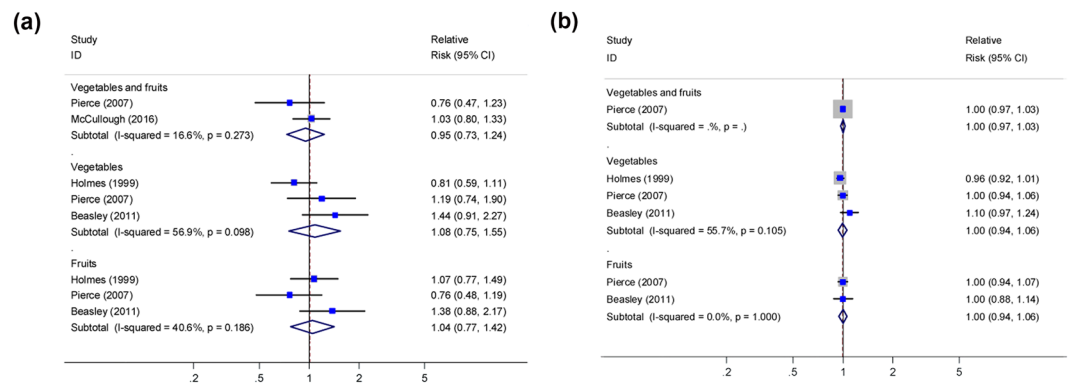 (a)
Study Relative
ID Risk (95% CI)
Vegetables and fruits
Pierce (2007) 0.76 (0.47, 1.23)
McCullough (2016) 1.03 (0.80, 1.33)
Subtotal (I-squared = 16.6%, p = 0.273) 0.95 (0.73, 1.24)
.
Vegetables
Holmes (1999) 0.81 (0.59, 1.11)
Pierce (2007) 1.19 (0.74, 1.90)
Beasley (2011) 1.44 (0.91, 2.27)
Subtotal (I-squared = 56.9%, p = 0.098) 1.08 (0.75, 1.55)
.
Fruits
Holmes (1999) 1.07 (0.77, 1.49)
Pierce (2007) 0.76 (0.48, 1.19)
Beasley (2011) 1.38 (0.88, 2.17)
Subtotal (I-squared = 40.6%, p = 0.186) 1.04 (0.77, 1.42)
.2 .5 1 2 5
(b)
Study Relative
ID Risk (95% CI)
Vegetables and fruits
Pierce (2007) 1.00 (0.97, 1.03)
Subtotal (I-squared = .%, p = .) 1.00 (0.97, 1.03)
.
Vegetables
Holmes (1999) 0.96 (0.92, 1.01)
Pierce (2007) 1.00 (0.94, 1.06)
Beasley (2011) 1.10 (0.97, 1.24)
Subtotal (I-squared = 55.7%, p = 0.105) 1.00 (0.94, 1.06)
.
Fruits
Pierce (2007) 1.00 (0.94, 1.07)
Beasley (2011) 1.00 (0.88, 1.14)
Subtotal (I-squared = 0.0%, p = 1.000) 1.00 (0.94, 1.06)
.2 .5 1 2 5